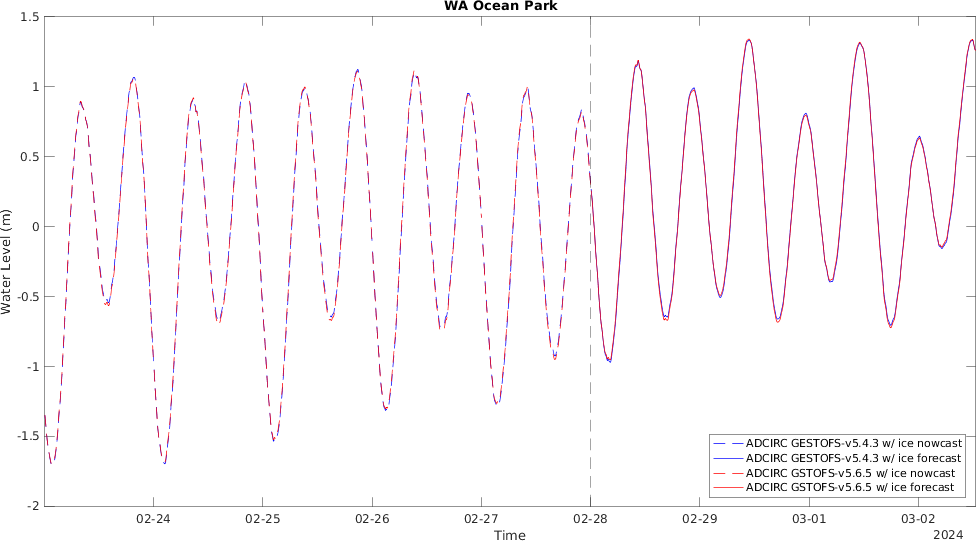 WA Ocean Park
1.5
1
0.5
0
-0.5
-1
-1.5
-2
Water Level (m)
02-24
02-25
02-26
02-27
02-28
02-29
03-01
03-02
Time
2024
ADCIRC GESTOFS-v5.4.3 w/ ice nowcast
ADCIRC GESTOFS-v5.4.3 w/ ice forecast
ADCIRC GSTOFS-v5.6.5 w/ ice nowcast
ADCIRC GSTOFS-v5.6.5 w/ ice forecast